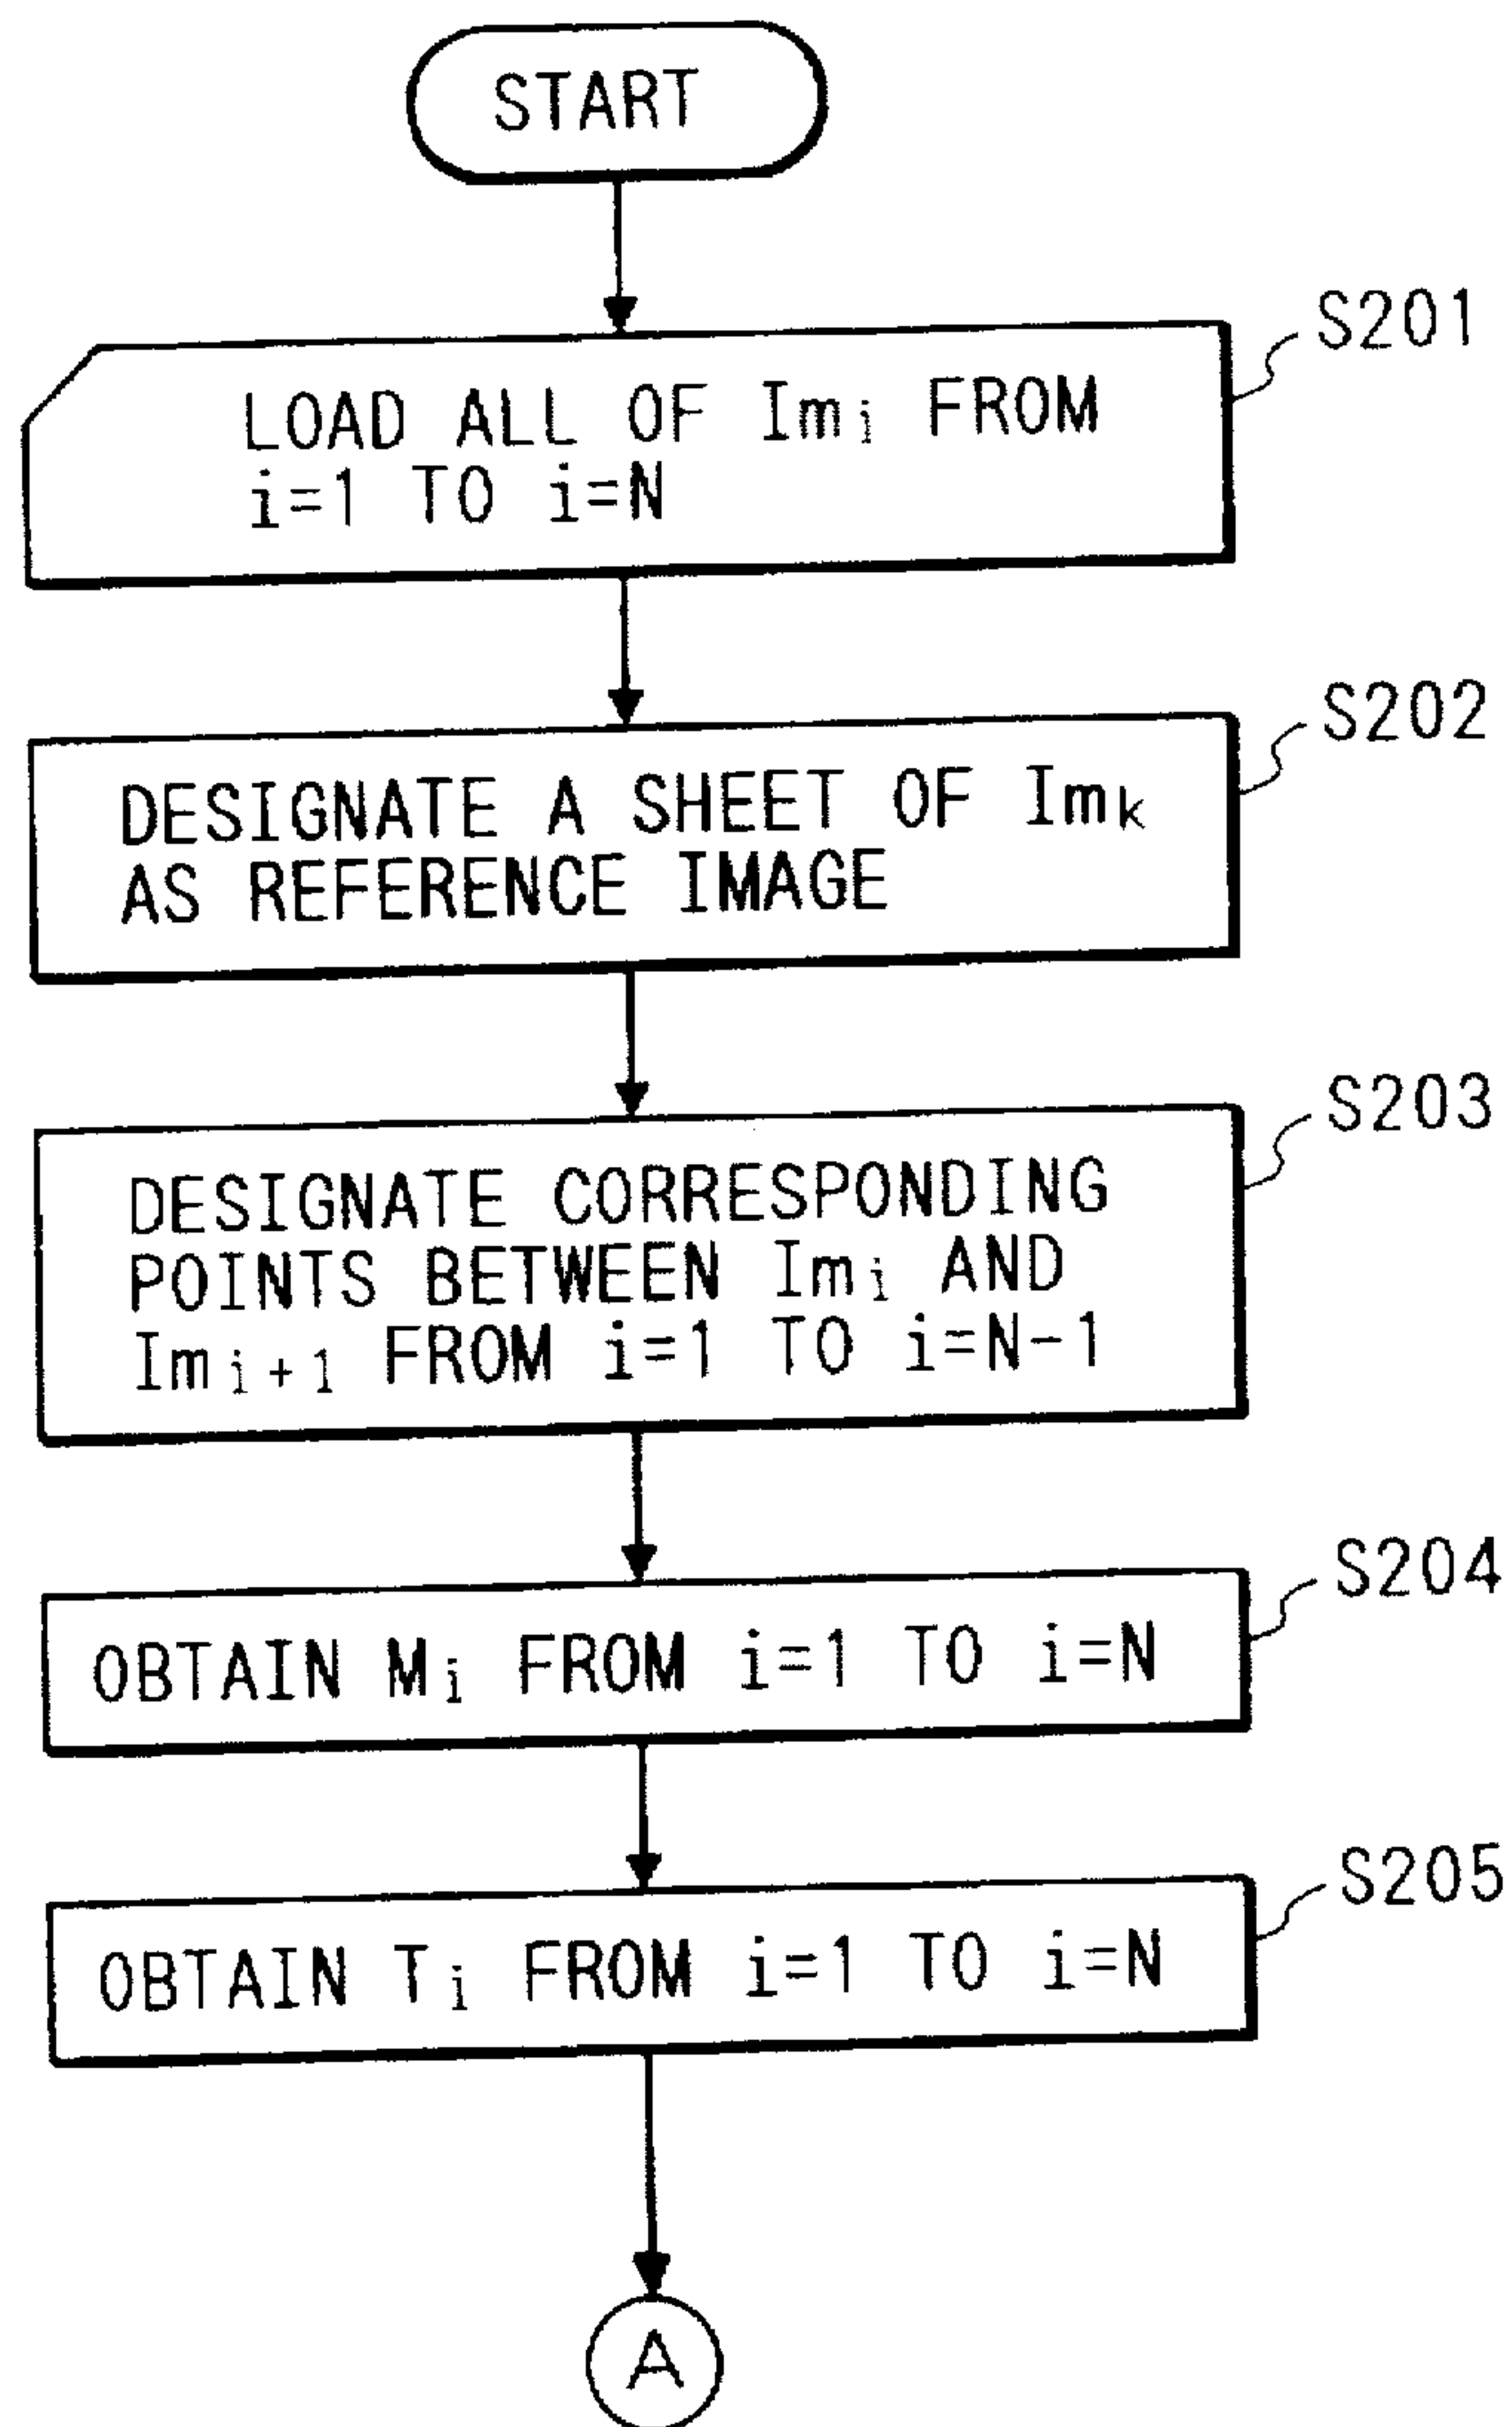 START
S201
LOAD ALL OF Imᵢ FROM
i=1 TO i=N
S202
DESIGNATE A SHEET OF Imₖ
AS REFERENCE IMAGE
S203
DESIGNATE CORRESPONDING
POINTS BETWEEN Imᵢ AND
Imᵢ₊₁ FROM i=1 TO i=N-1
S204
OBTAIN Mᵢ FROM i=1 TO i=N
S205
OBTAIN Tᵢ FROM i=1 TO i=N
A